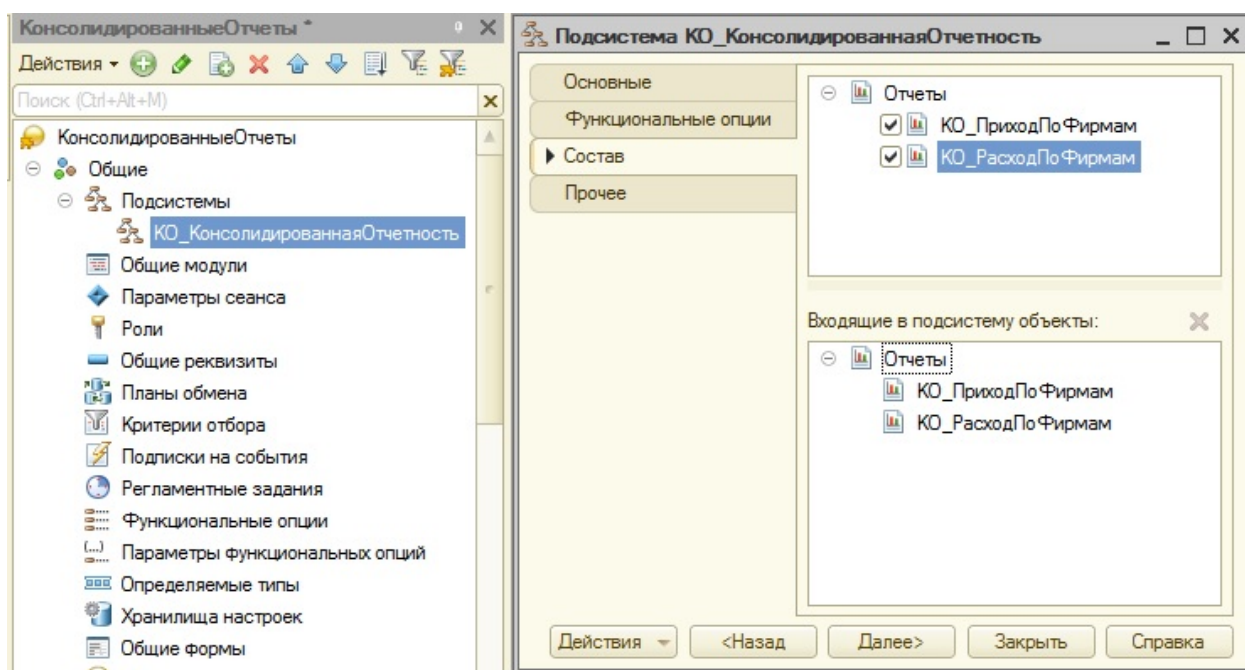 КонсолидированныеОтчеты *
Действия
Поиск (Ctrl+Alt+M)
КонсолидированныеОтчеты
Общие
Подсистемы
КО_КонсолидированнаяОтчетность
Общие модули
Параметры сеанса
Роли
Общие реквизиты
Планы обмена
Критерии отбора
Подписки на события
Регламентные задания
Функциональные опции
Параметры функциональных опций
Определяемые типы
Хранилища настроек
Общие формы
Подсистема КО_КонсолидированнаяОтчетность
Основные
Функциональные опции
Состав
Прочее
Отчеты
КО_ПриходПоФирмам
КО_РасходПоФирмам
Входящие в подсистему объекты:
Отчеты
КО_ПриходПоФирмам
КО_РасходПоФирмам
Действия <Назад Далее> Закрыть Справка